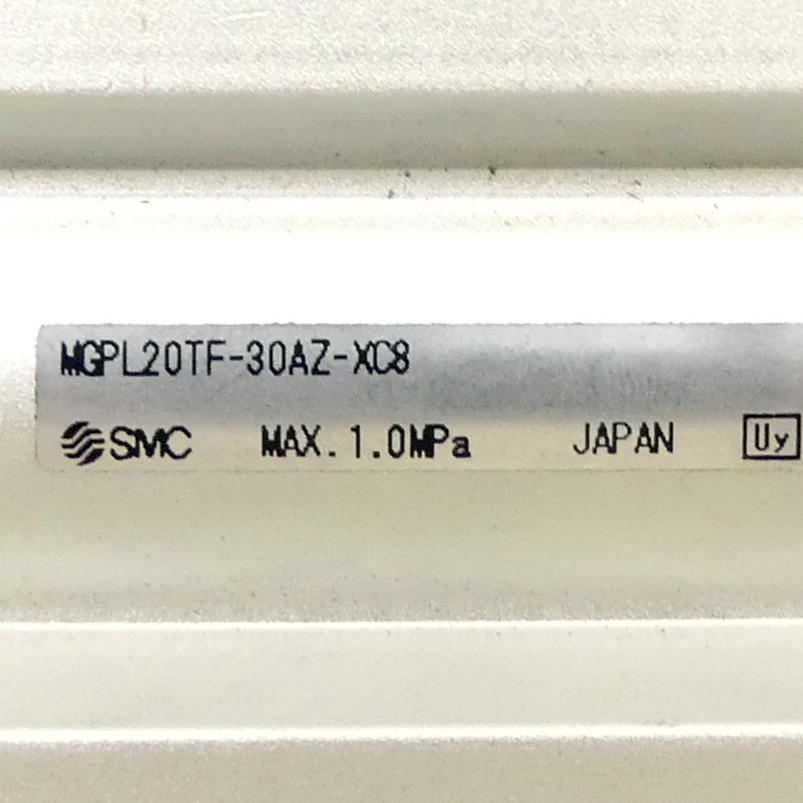 MGPL20TF-30AZ-XC8
SMC MAX.1.0MPa JAPAN Uy